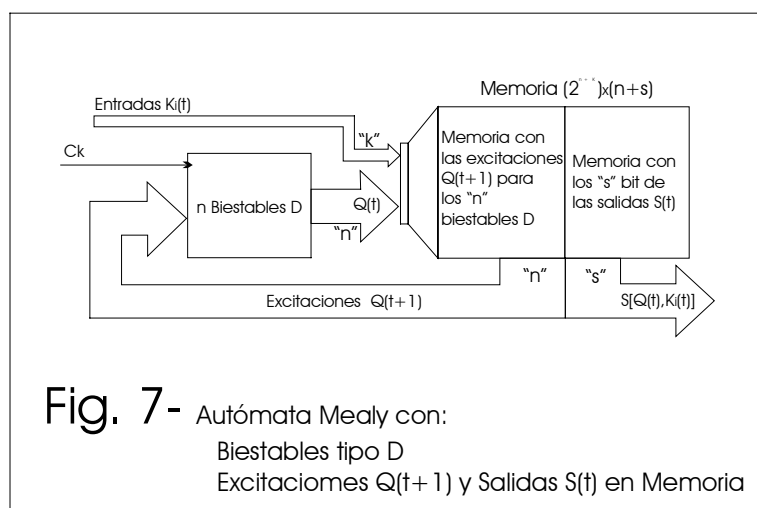 Memoria (2ⁿ⁺ᵏ)x(n+s)
Entradas Ki(t)
"k"
Ck
n Biestables D
Q(t)
"n"
Memoria con
las excitaciones
Q(t+1) para
los "n"
biestables D
Memoria con
los "s" bit de
las salidas S(t)
"n"
"s"
Excitaciones Q(t+1)
S[Q(t),Ki(t)]
Fig. 7- Autómata Mealy con:
Biestables tipo D
Excitaciomes Q(t+1) y Salidas S(t) en Memoria